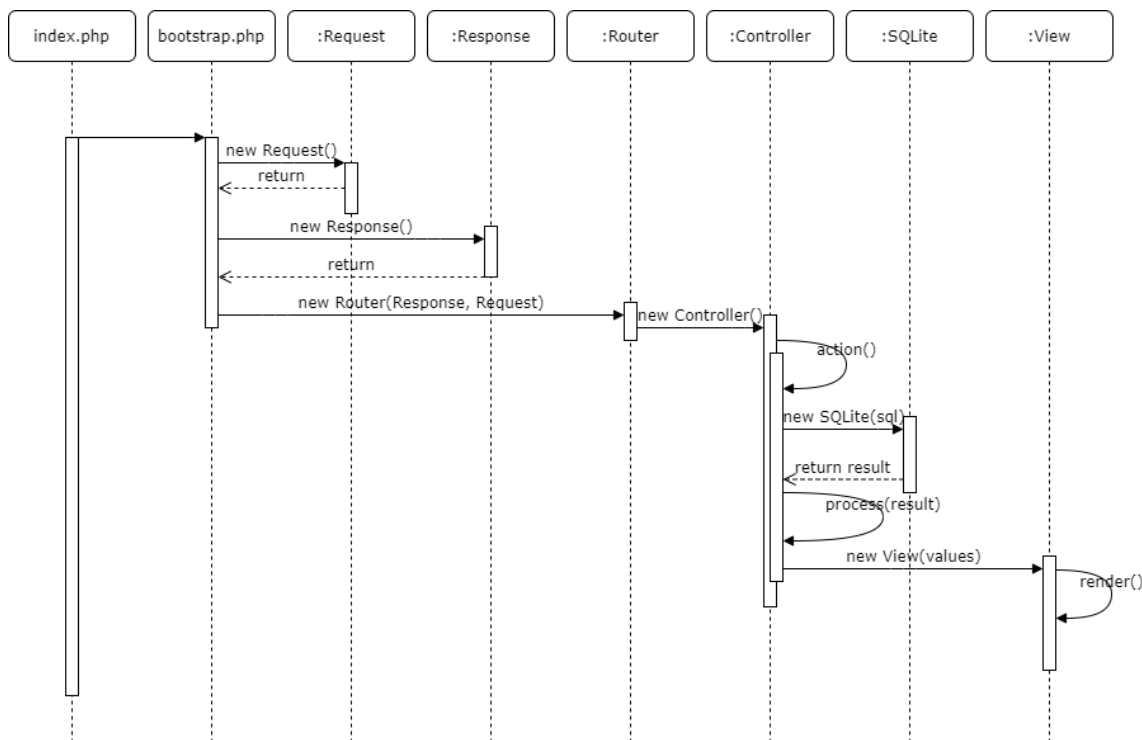 index.php
bootstrap.php
:Request
:Response
:Router
:Controller
:SQLite
:View
new Request()
return
new Response()
return
new Router(Response, Request)
new Controller()
action()
new SQLite(sql)
return result
process(result)
new View(values)
render()